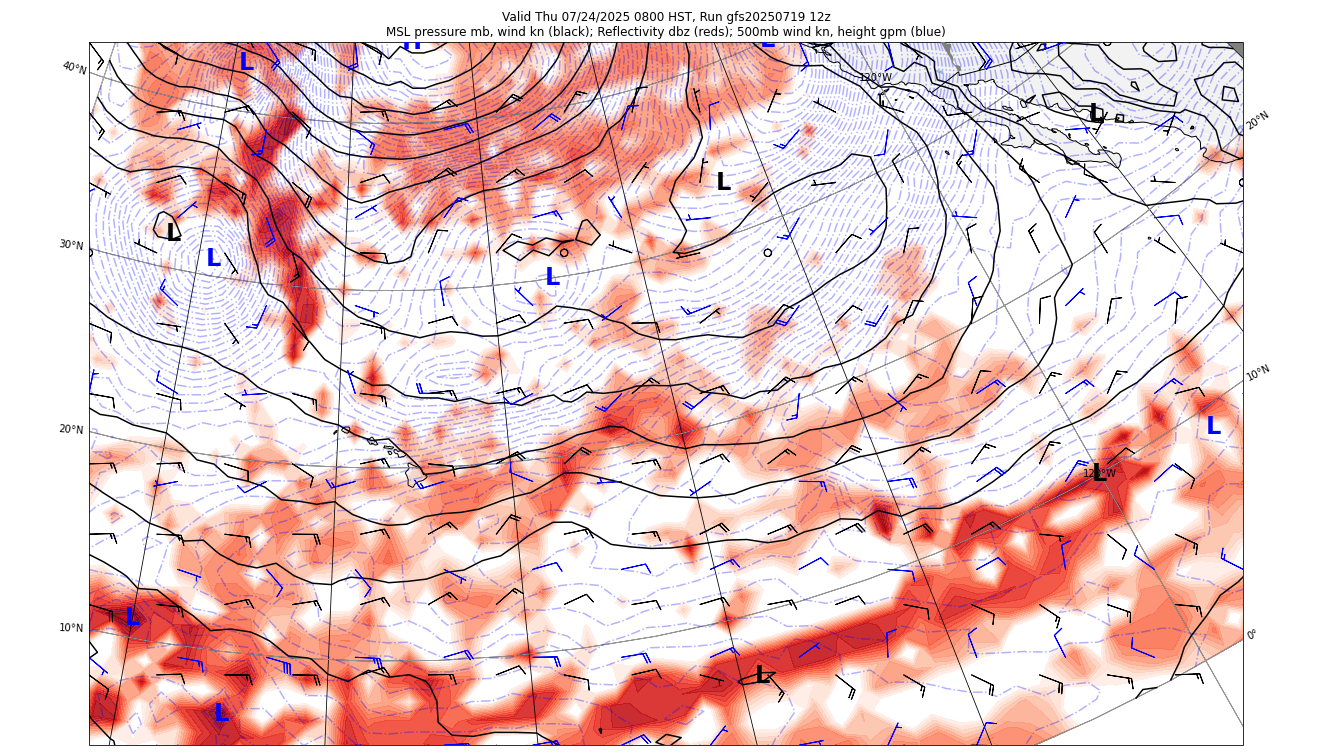 Valid Thu 07/24/2025 0800 HST, Run gfs20250719 12z
MSL pressure mb, wind kn (black); Reflectivity dbz (reds); 500mb wind kn, height gpm (blue)
H
L
L
40°N
120°W
L
L
20°N
L
L
30°N
L
L
10°N
20°N
L
L
120°W
10°N
L
0°
L
L